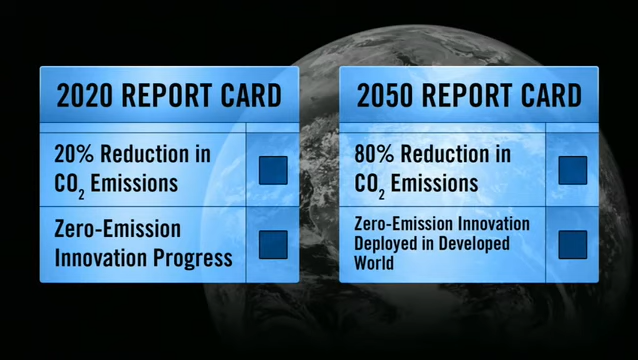 2020 REPORT CARD
20% Reduction in
CO₂ Emissions
Zero-Emission
Innovation Progress
2050 REPORT CARD
80% Reduction in
CO₂ Emissions
Zero-Emission Innovation
Deployed in Developed
World